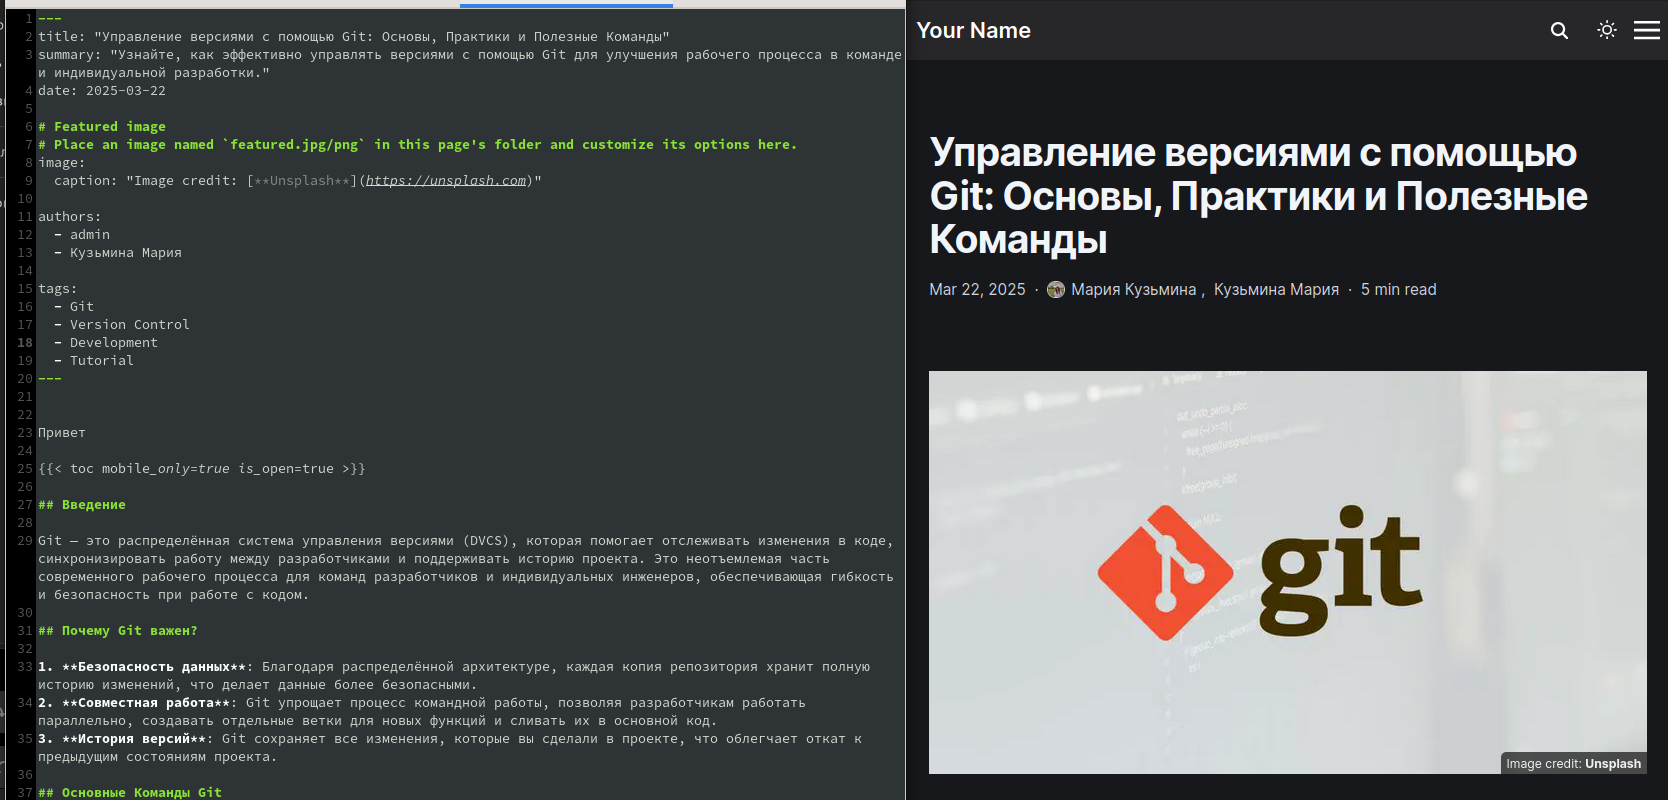 1 ---
2 title: "Управление версиями с помощью Git: Основы, Практики и Полезные Команды"
3 summary: "Узнайте, как эффективно управлять версиями с помощью Git для улучшения рабочего процесса в команде
и индивидуальной разработки."
4 date: 2025-03-22
5
6 # Featured image
7 # Place an image named `featured.jpg/png` in this page's folder and customize its options here.
8 image:
9 caption: "Image credit: [**Unsplash**](https://unsplash.com)"
10
11 authors:
12 - admin
13 - Кузьмина Мария
14
15 tags:
16 - Git
17 - Version Control
18 - Development
19 - Tutorial
20 ---
21
22
23 Привет
24
25 {{< toc mobile_only=true is_open=true >}}
26
27 ## Введение
28
29 Git — это распределённая система управления версиями (DVCS), которая помогает отслеживать изменения в коде,
синхронизировать работу между разработчиками и поддерживать историю проекта. Это неотъемлемая часть
современного рабочего процесса для команд разработчиков и индивидуальных инженеров, обеспечивающая гибкость
и безопасность при работе с кодом.
30
31 ## Почему Git важен?
32
33 1. **Безопасность данных**: Благодаря распределённой архитектуре, каждая копия репозитория хранит полную
историю изменений, что делает данные более безопасными.
34 2. **Совместная работа**: Git упрощает процесс командной работы, позволяя разработчикам работать
параллельно, создавать отдельные ветки для новых функций и сливать их в основной код.
35 3. **История версий**: Git сохраняет все изменения, которые вы сделали в проекте, что облегчает откат к
предыдущим состояниям проекта.
36
37 ## Основные Команды Git
Your Name
Управление версиями с помощью
Git: Основы, Практики и Полезные
Команды
Mar 22, 2025 · Мария Кузьмина , Кузьмина Мария · 5 min read
git
Image credit: Unsplash